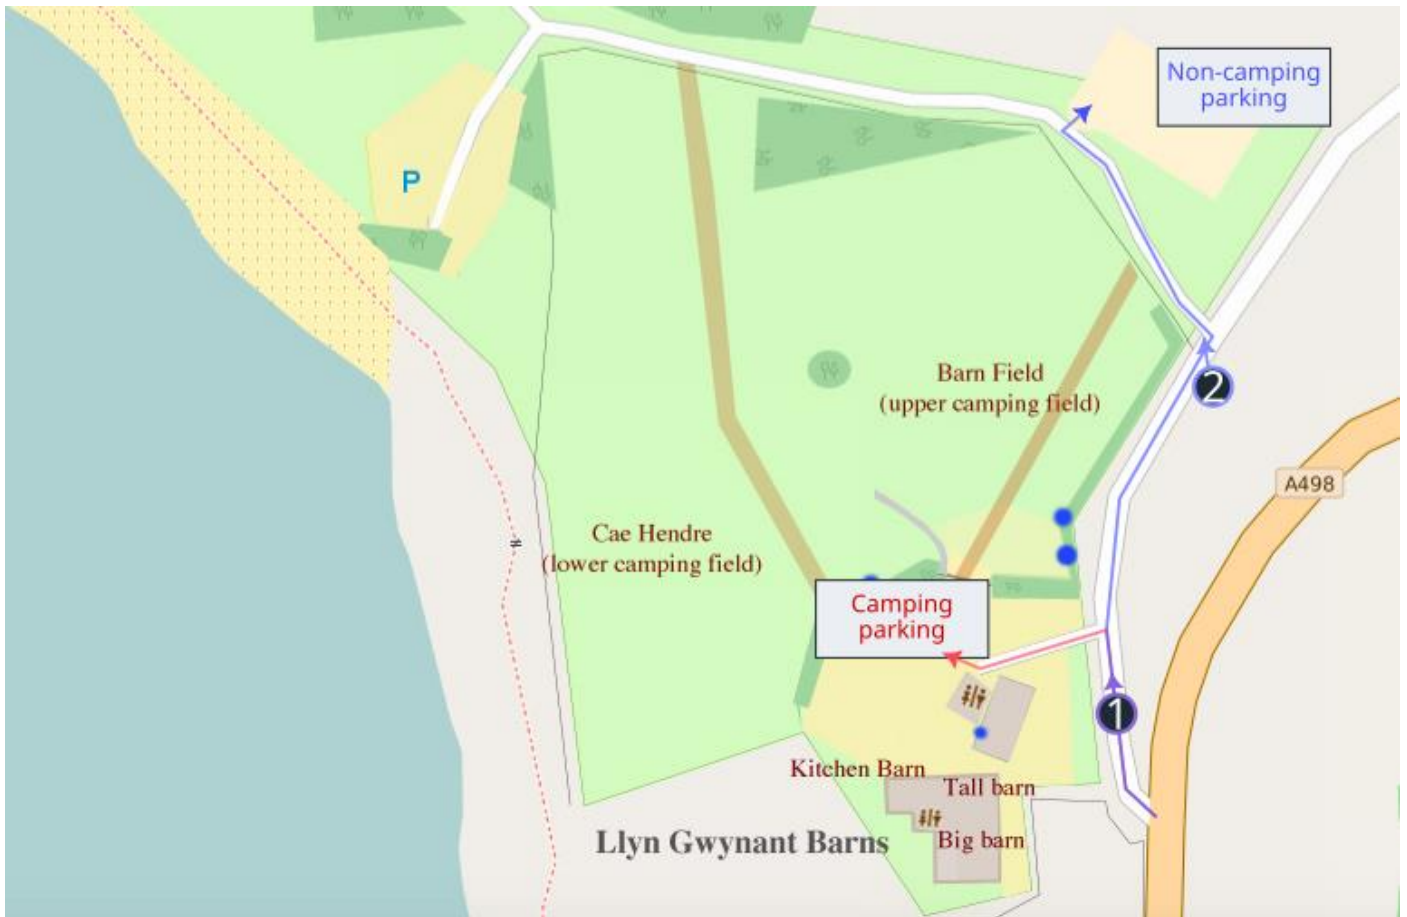 Non-camping
parking
P
Barn Field
(upper camping field)
2
A498
Cae Hendre
(lower camping field)
Camping
parking
1
Kitchen Barn
Tall barn
Llyn Gwynant Barns
Big barn